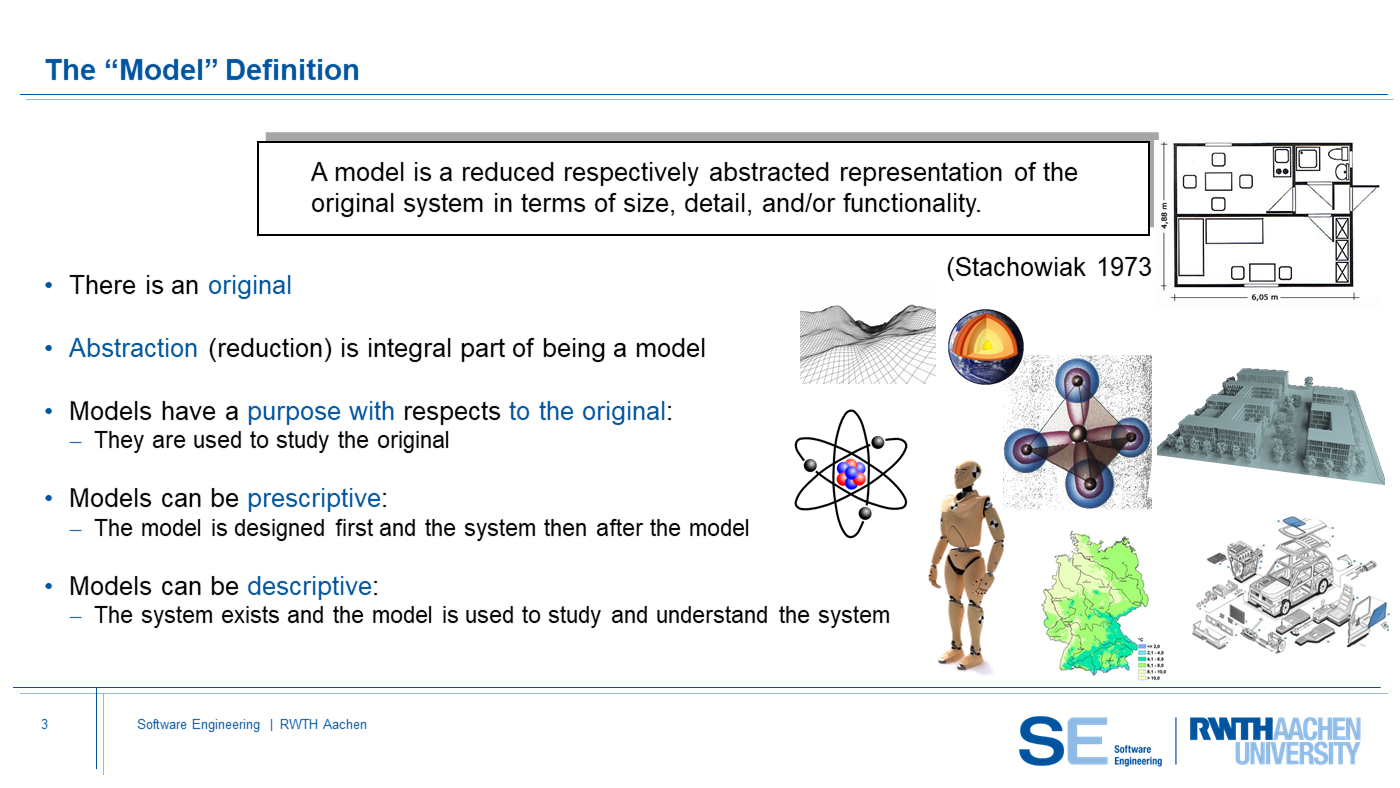 The “Model” Definition
A model is a reduced respectively abstracted representation of the
original system in terms of size, detail, and/or functionality.
(Stachowiak 1973
4,88 m
6,05 m
• There is an original
• Abstraction (reduction) is integral part of being a model
• Models have a purpose with respects to the original:
– They are used to study the original
• Models can be prescriptive:
– The model is designed first and the system then after the model
• Models can be descriptive:
– The system exists and the model is used to study and understand the system
°C
<= 2,0
2,1 - 4,0
4,1 - 6,0
6,1 - 8,0
8,1 - 10,0
> 10,0
3
Software Engineering | RWTH Aachen
SE Software
Engineering
RWTHAACHEN
UNIVERSITY